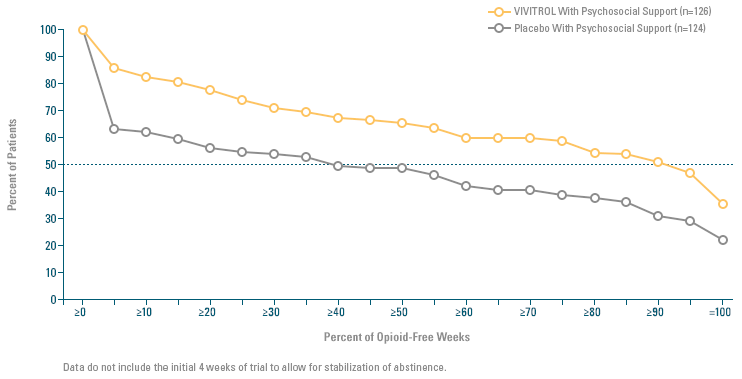 VIVITROL With Psychosocial Support (n=126)
Placebo With Psychosocial Support (n=124)
100
90
80
70
60
50
40
30
20
10
0
Percent of Patients
≥0 ≥10 ≥20 ≥30 ≥40 ≥50 ≥60 ≥70 ≥80 ≥90 =100
Percent of Opioid-Free Weeks
Data do not include the initial 4 weeks of trial to allow for stabilization of abstinence.